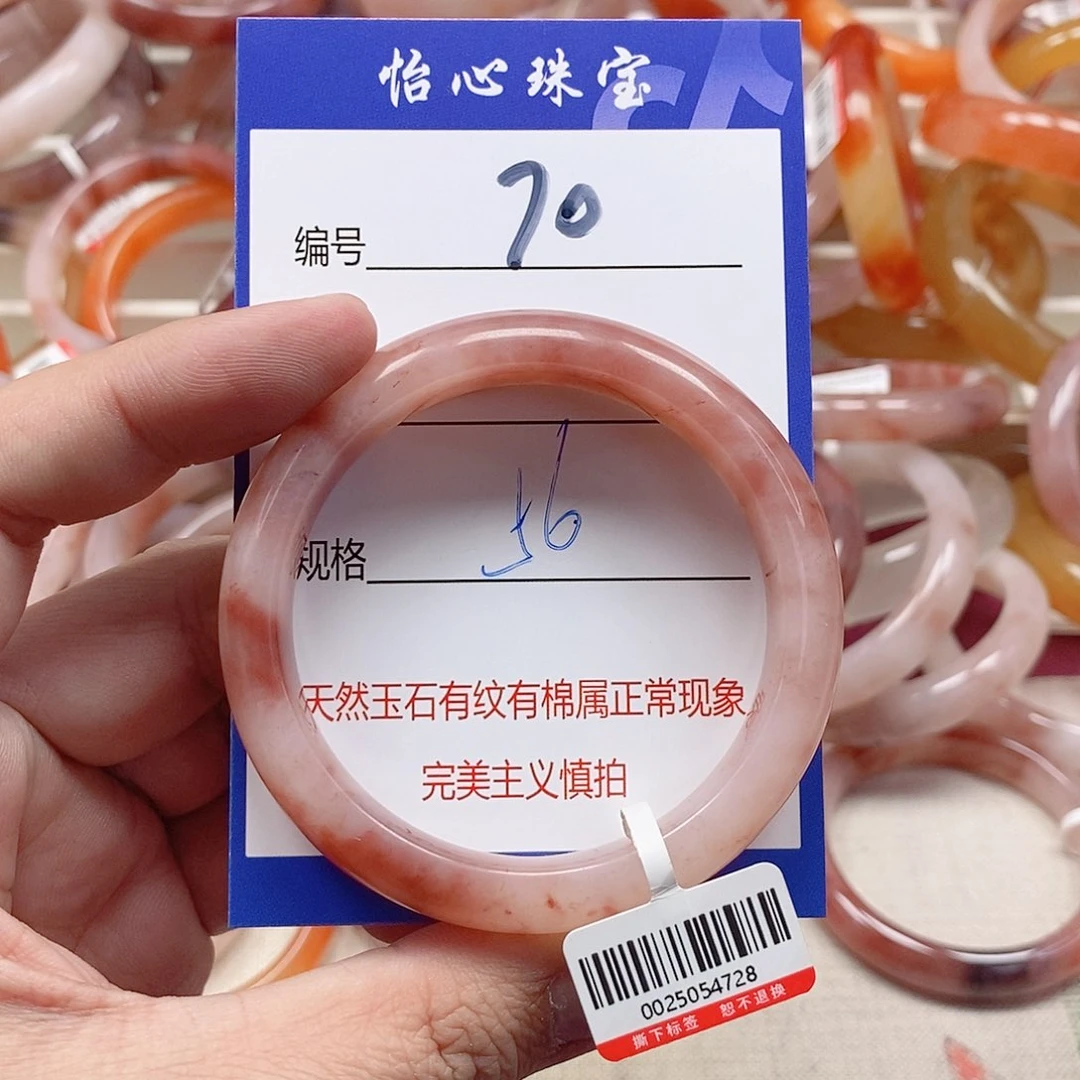 怡心珠宝
编号 70
规格 56
天然玉石有纹有棉属正常现象
完美主义慎拍
0025054728
撕下标签 恕不退换